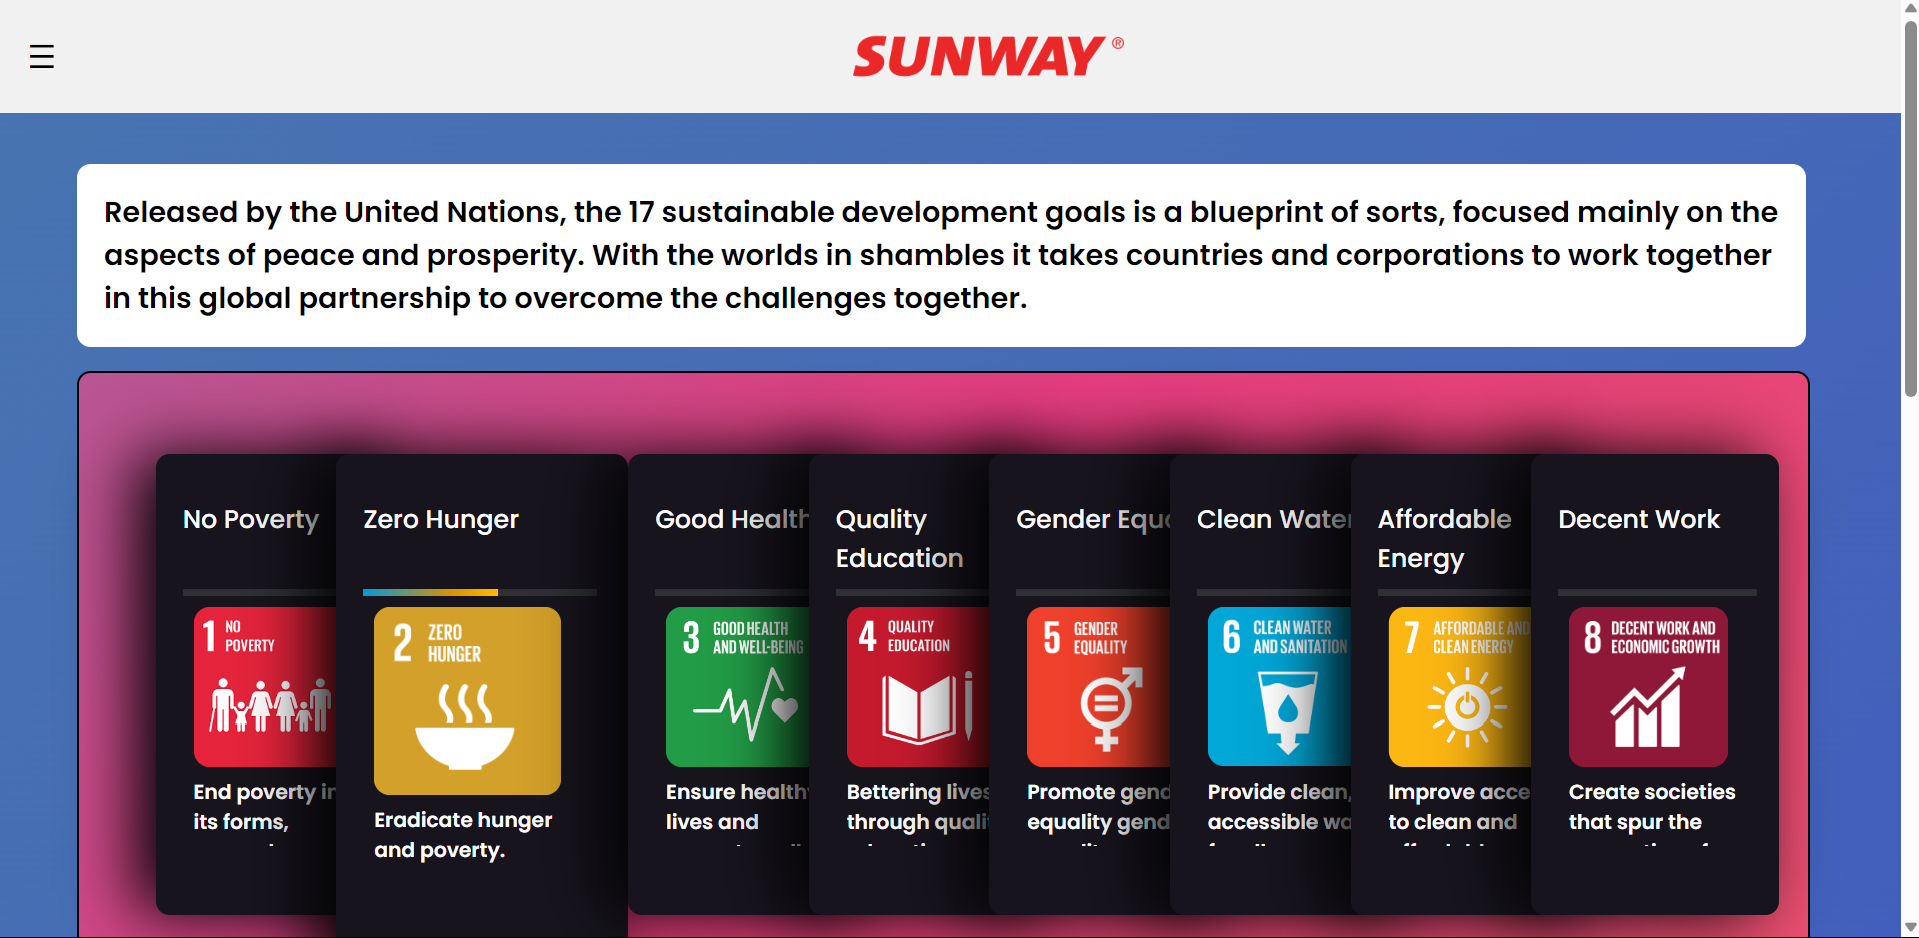 SUNWAY®
Released by the United Nations, the 17 sustainable development goals is a blueprint of sorts, focused mainly on the
aspects of peace and prosperity. With the worlds in shambles it takes countries and corporations to work together
in this global partnership to overcome the challenges together.
No Poverty
1 NO
POVERTY
End poverty in
its forms,
Zero Hunger
2 ZERO
HUNGER
Eradicate hunger
and poverty.
Good Health
3 GOOD HEALTH
AND WELL-BEING
Ensure health
lives and
Quality
Education
4 QUALITY
EDUCATION
Bettering lives
through quali
Gender Equ
5 GENDER
EQUALITY
Promote gend
equality gend
Clean Water
6 CLEAN WATER
AND SANITATION
Provide clean,
accessible wa
Affordable
Energy
7 AFFORDABLE AND
CLEAN ENERGY
Improve acce
to clean and
Decent Work
8 DECENT WORK AND
ECONOMIC GROWTH
Create societies
that spur the